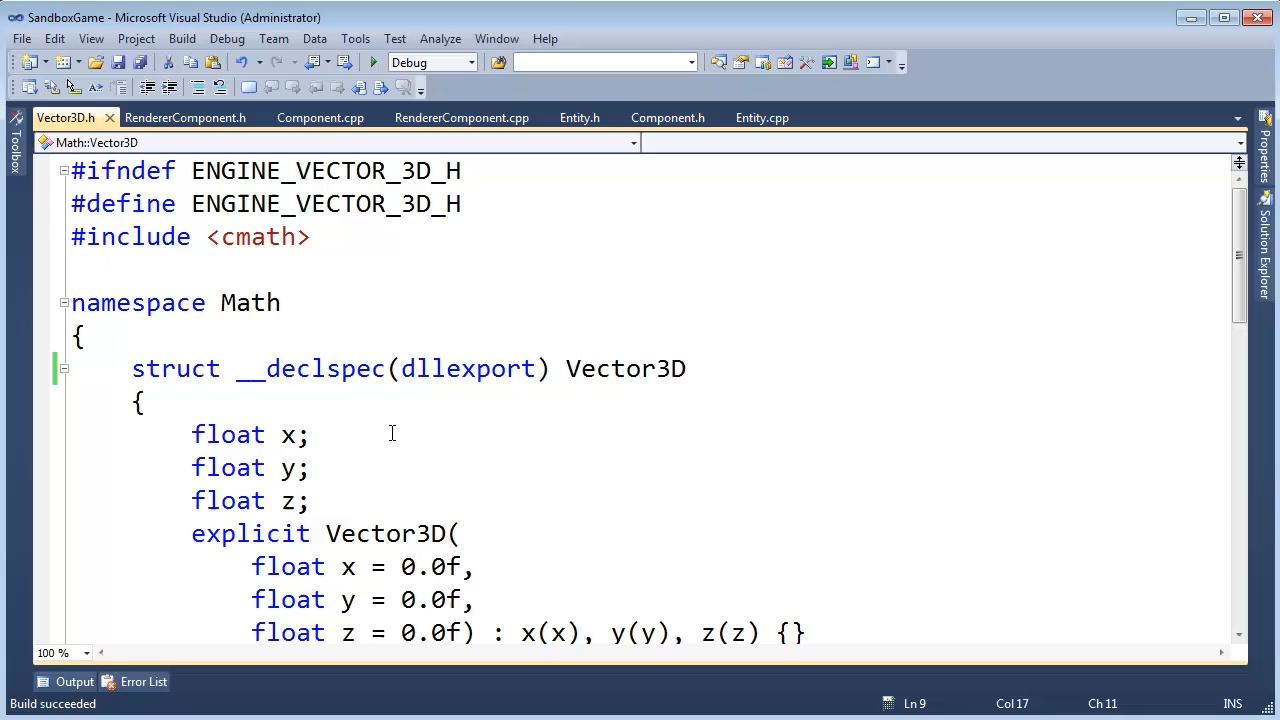 SandboxGame - Microsoft Visual Studio (Administrator)
File Edit View Project Build Debug Team Data Tools Test Analyze Window Help
Debug
Vector3D.h RendererComponent.h Component.cpp RendererComponent.cpp Entity.h Component.h Entity.cpp
Math::Vector3D
Toolbox
Properties
Solution Explorer
#ifndef ENGINE_VECTOR_3D_H
#define ENGINE_VECTOR_3D_H
#include <cmath>
namespace Math
{
struct __declspec(dllexport) Vector3D
{
float x;
float y;
float z;
explicit Vector3D(
float x = 0.0f,
float y = 0.0f,
float z = 0.0f) : x(x), y(y), z(z) {}
100 %
Output Error List
Build succeeded Ln 9 Col 17 Ch 11 INS